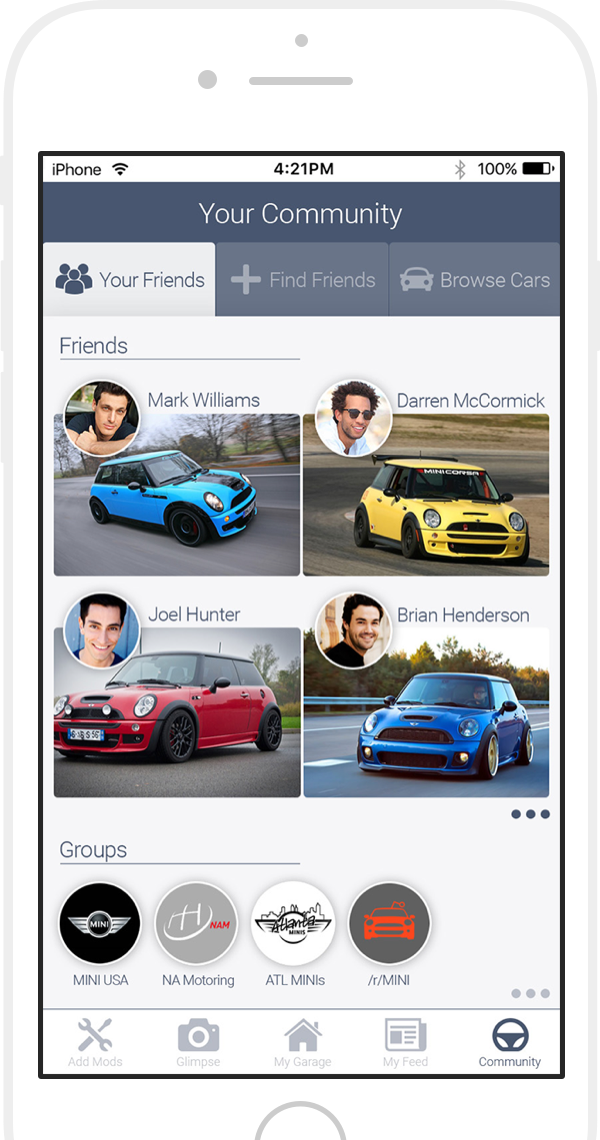 iPhone 4:21PM 100%
Your Community
Your Friends Find Friends Browse Cars
Friends
Mark Williams Darren McCormick
MINI CORSA
Joel Hunter Brian Henderson
Groups
MINI
NAM
Atlanta
MINIS
MINI USA NA Motoring ATL MINIs /r/MINI
Add Mods Glimpse My Garage My Feed Community